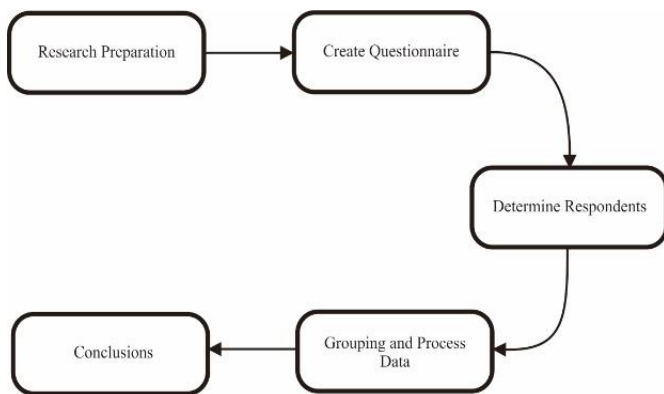 Research Preparation
Create Questionnaire
Determine Respondents
Grouping and Process
Data
Conclusions